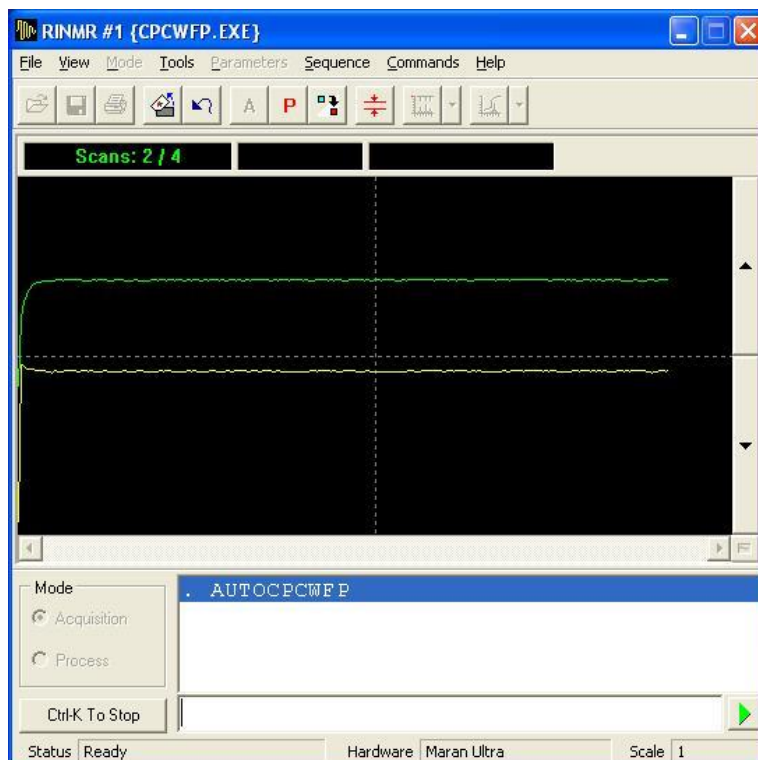 RINMR #1 {CPCWFP.EXE}
File View Mode Tools Parameters Sequence Commands Help
A P
Scans: 2 / 4
Mode
. AUTOCPCWFP
Acquisition
Process
Ctrl-K To Stop
Status Ready Hardware Maran Ultra Scale 1